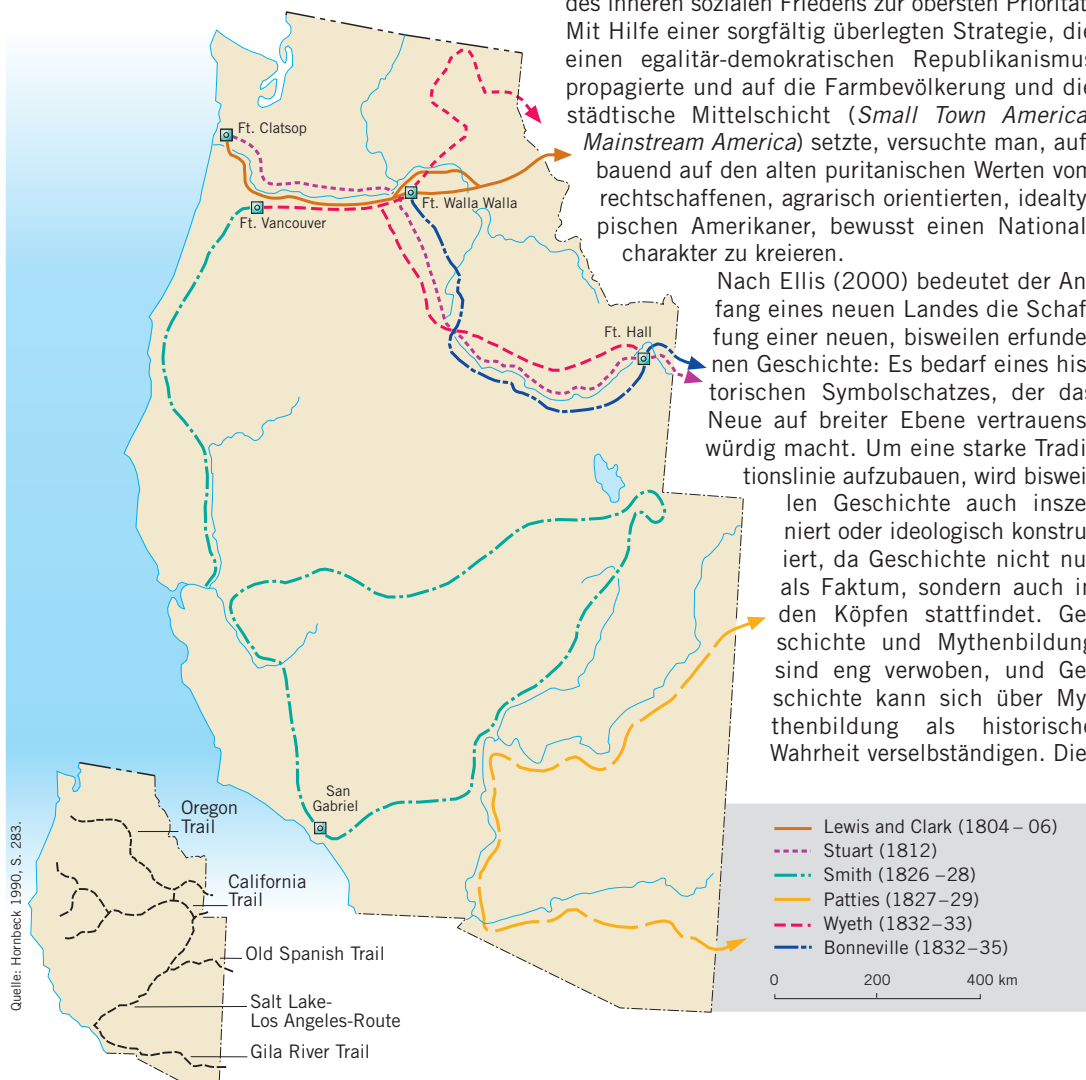 des inneren sozialen Friedens zur obersten Priorität.
Mit Hilfe einer sorgfältig überlegten Strategie, die
einen egalitär-demokratischen Republikanismus
propagierte und auf die Farmbevölkerung und die
städtische Mittelschicht (Small Town America,
Mainstream America) setzte, versuchte man, auf-
bauend auf den alten puritanischen Werten vom
rechtschaffenen, agrarisch orientierten, idealty-
pischen Amerikaner, bewusst einen National-
charakter zu kreieren.
Nach Ellis (2000) bedeutet der An-
fang eines neuen Landes die Schaf-
fung einer neuen, bisweilen erfunde-
nen Geschichte: Es bedarf eines his-
torischen Symbolschatzes, der das
Neue auf breiter Ebene vertrauens-
würdig macht. Um eine starke Tradi-
tionslinie aufzubauen, wird biswei-
len Geschichte auch insze-
niert oder ideologisch konstru-
iert, da Geschichte nicht nur
als Faktum, sondern auch in
den Köpfen stattfindet. Ge-
schichte und Mythenbildung
sind eng verwoben, und Ge-
schichte kann sich über My-
thenbildung als historische
Wahrheit verselbständigen. Die
Ft. Clatsop
Ft. Walla Walla
Ft. Vancouver
Ft. Hall
San
Gabriel
Oregon
Trail
California
Trail
Old Spanish Trail
Salt Lake-
Los Angeles-Route
Gila River Trail
Lewis and Clark (1804–06)
Stuart (1812)
Smith (1826–28)
Patties (1827–29)
Wyeth (1832–33)
Bonneville (1832–35)
0 200 400 km
Quelle: Hornbeck 1990, S. 283.